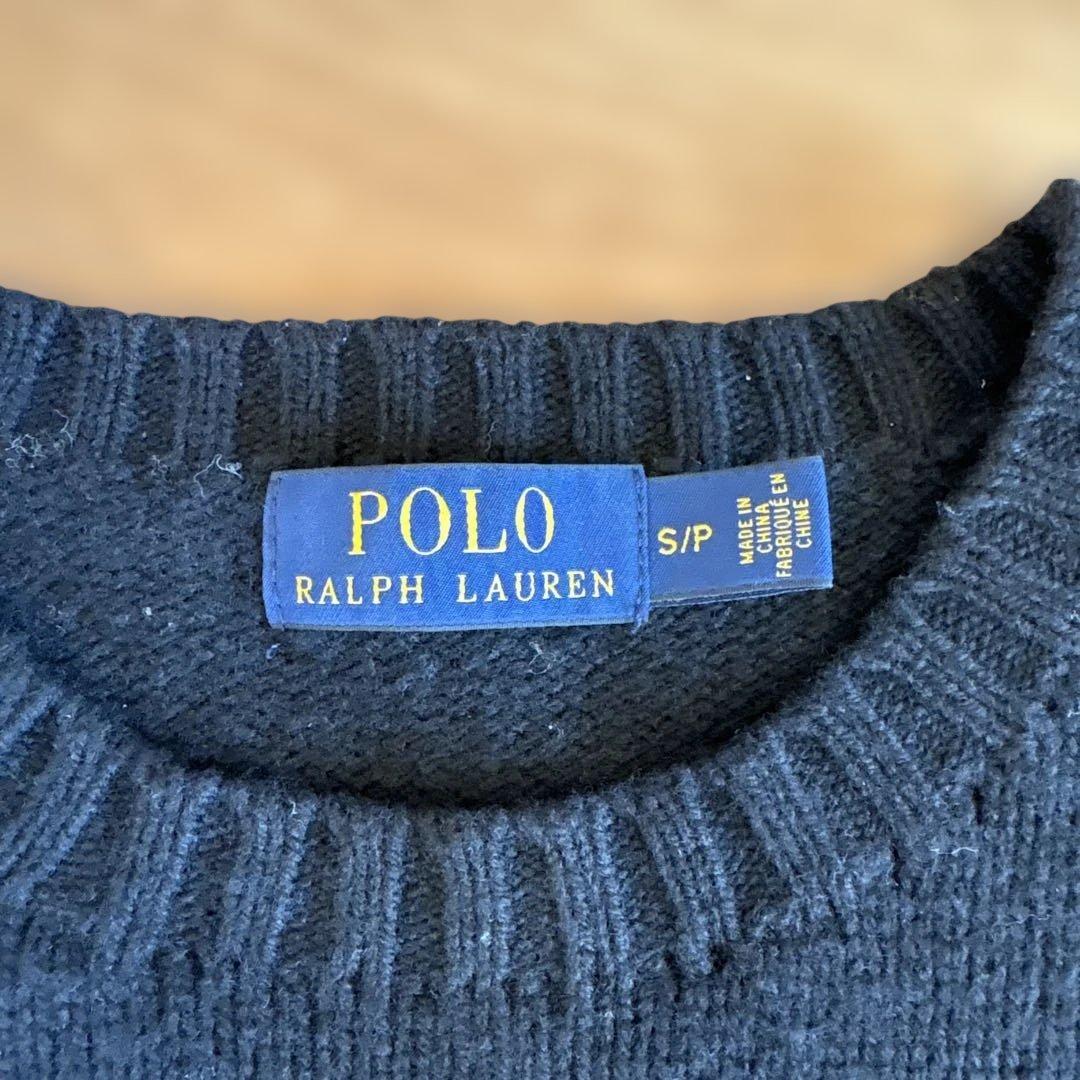 POLO
RALPH LAUREN
S/P
MADE IN
CHINA
FABRIQUÉ EN
CHINE